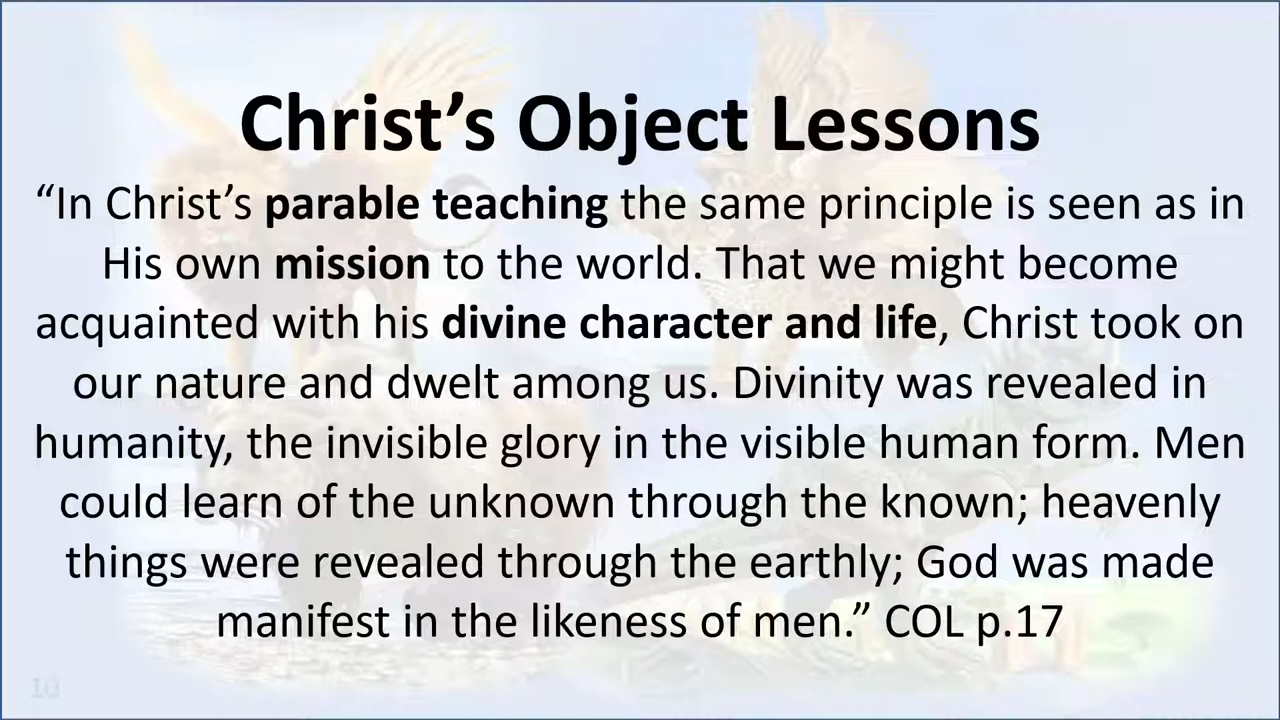 Christ’s Object Lessons
“In Christ’s parable teaching the same principle is seen as in
His own mission to the world. That we might become
acquainted with his divine character and life, Christ took on
our nature and dwelt among us. Divinity was revealed in
humanity, the invisible glory in the visible human form. Men
could learn of the unknown through the known; heavenly
things were revealed through the earthly; God was made
manifest in the likeness of men.” COL p.17
10